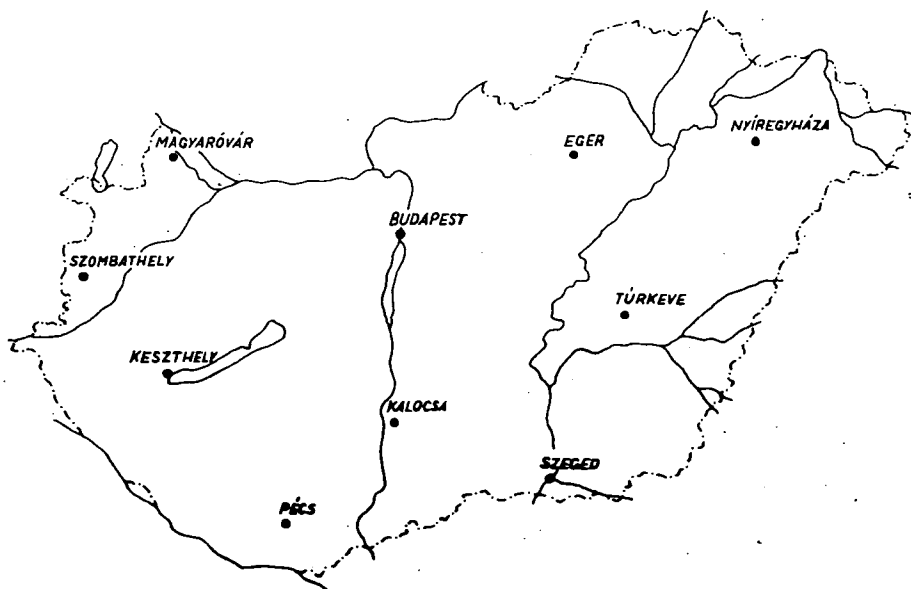 NYÍREGYHÁZA
EGER
MAGYARÓVÁR
BUDAPEST
SZOMBATHELY
TÚRKEVE
KESZTHELY
KALOCSA
SZEGED
PÉCS